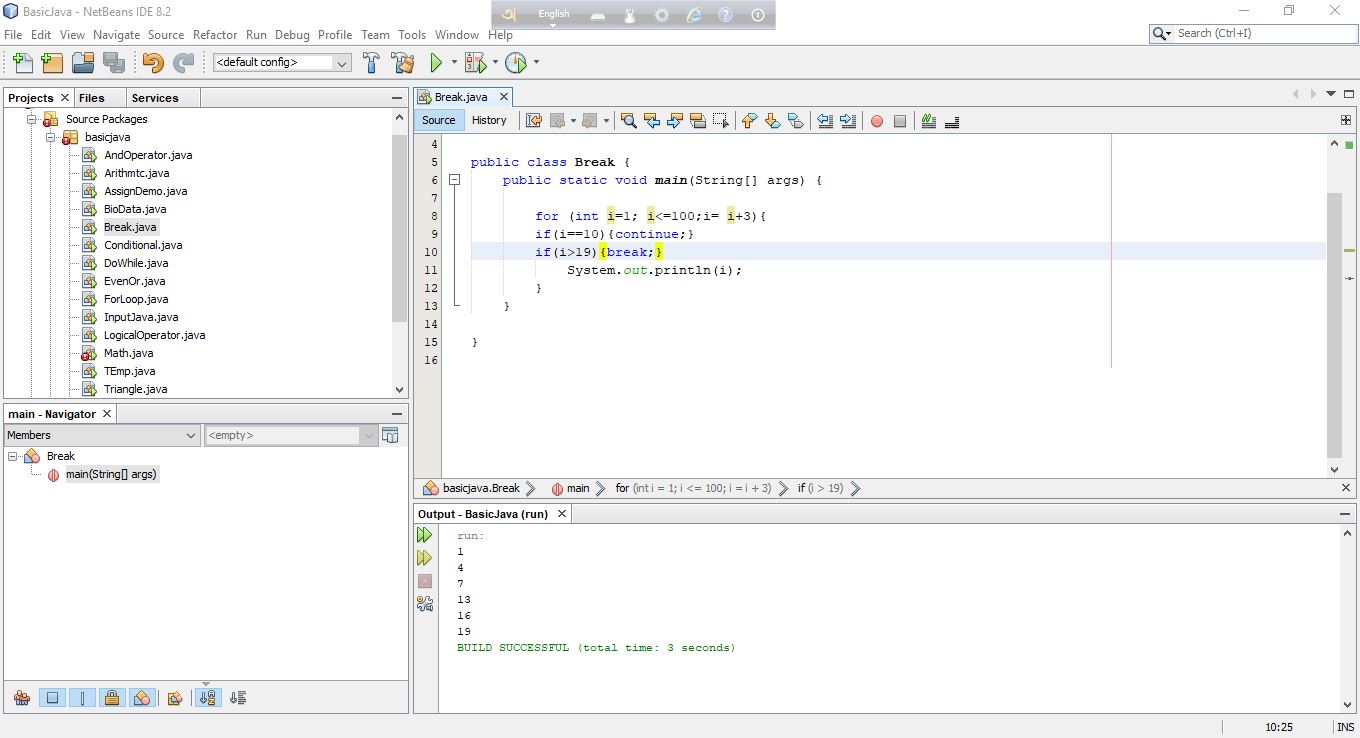 BasicJava - NetBeans IDE 8.2
English
File Edit View Navigate Source Refactor Run Debug Profile Team Tools Window Help
Search (Ctrl+I)
<default config>
Projects Files Services
Source Packages
basicjava
AndOperator.java
Arithmtc.java
AssignDemo.java
BioData.java
Break.java
Conditional.java
DoWhile.java
EvenOr.java
ForLoop.java
InputJava.java
LogicalOperator.java
Math.java
TEmp.java
Triangle.java
main - Navigator
Members <empty>
Break
main(String[] args)
Break.java
Source History
4
5 public class Break {
6 public static void main(String[] args) {
7
8 for (int i=1; i<=100;i= i+3){
9 if(i==10){continue;}
10 if(i>19){break;}
11 System.out.println(i);
12 }
13 }
14
15 }
16
basicjava.Break main for (int i = 1; i <= 100; i = i + 3) if (i > 19)
Output - BasicJava (run)
run:
1
4
7
13
16
19
BUILD SUCCESSFUL (total time: 3 seconds)
10:25 INS